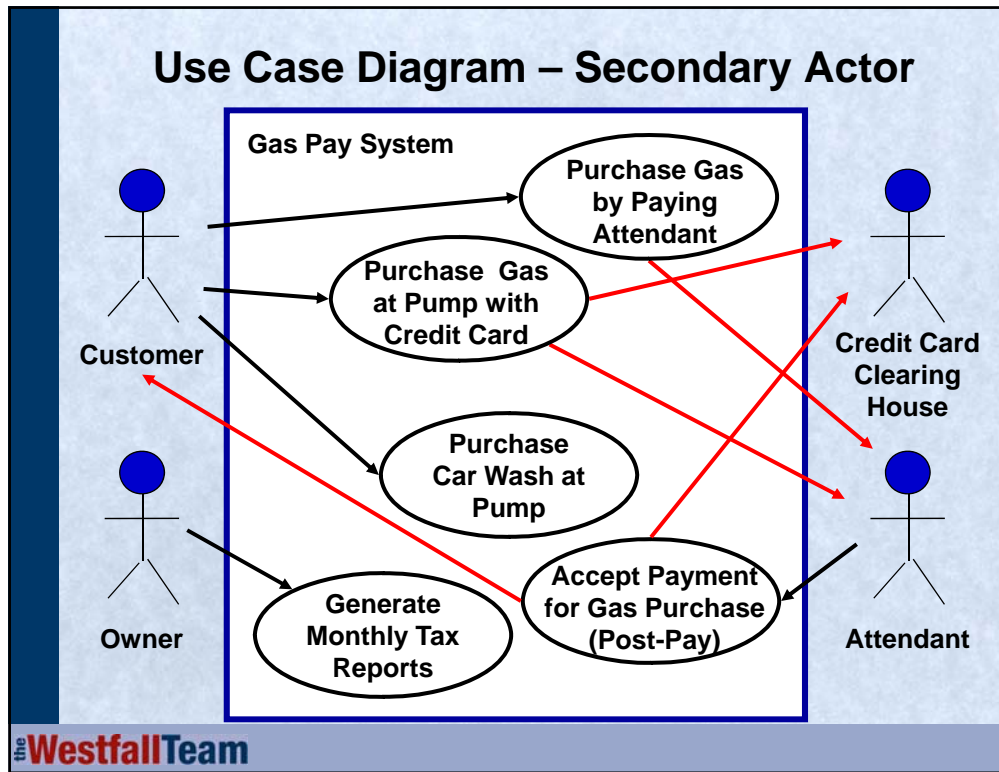 Use Case Diagram – Secondary Actor
Gas Pay System
Purchase Gas
by Paying
Attendant
Purchase Gas
at Pump with
Credit Card
Customer
Credit Card
Clearing
House
Purchase
Car Wash at
Pump
Accept Payment
for Gas Purchase
(Post-Pay)
Generate
Monthly Tax
Reports
Owner
Attendant
the WestfallTeam